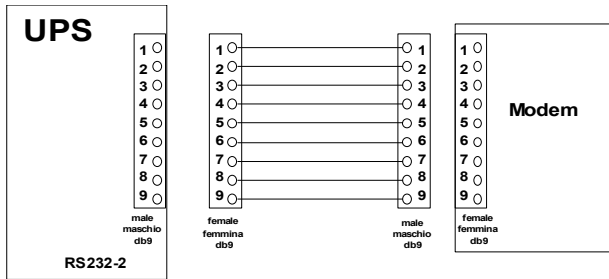 UPS
1 1 1 1
2 2 2 2
3 3 3 3
4 4 4 4
5 5 5 5
6 6 6 6
7 7 7 7
8 8 8 8
9 9 9 9
Modem
male
maschio
db9
female
femmina
db9
male
maschio
db9
female
femmina
db9
RS232-2